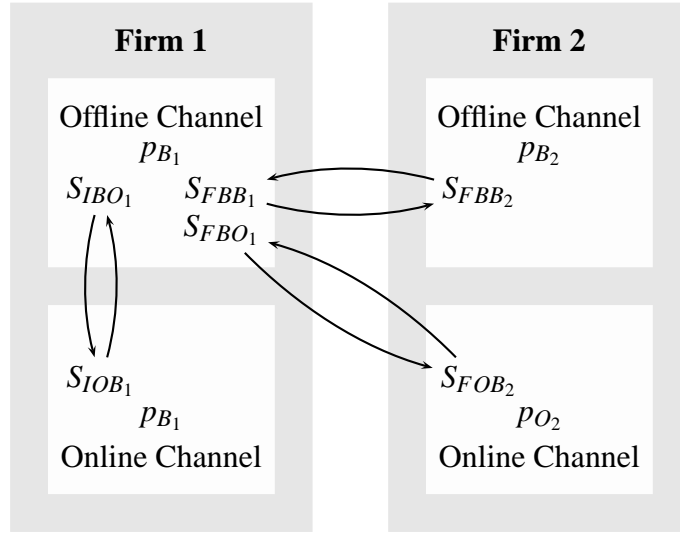 Firm 1
Offline Channel
p_{B_1}
S_{IBO_1} S_{FBB_1}
S_{FBO_1}
S_{IOB_1}
p_{B_1}
Online Channel
Firm 2
Offline Channel
p_{B_2}
S_{FBB_2}
S_{FOB_2}
p_{O_2}
Online Channel